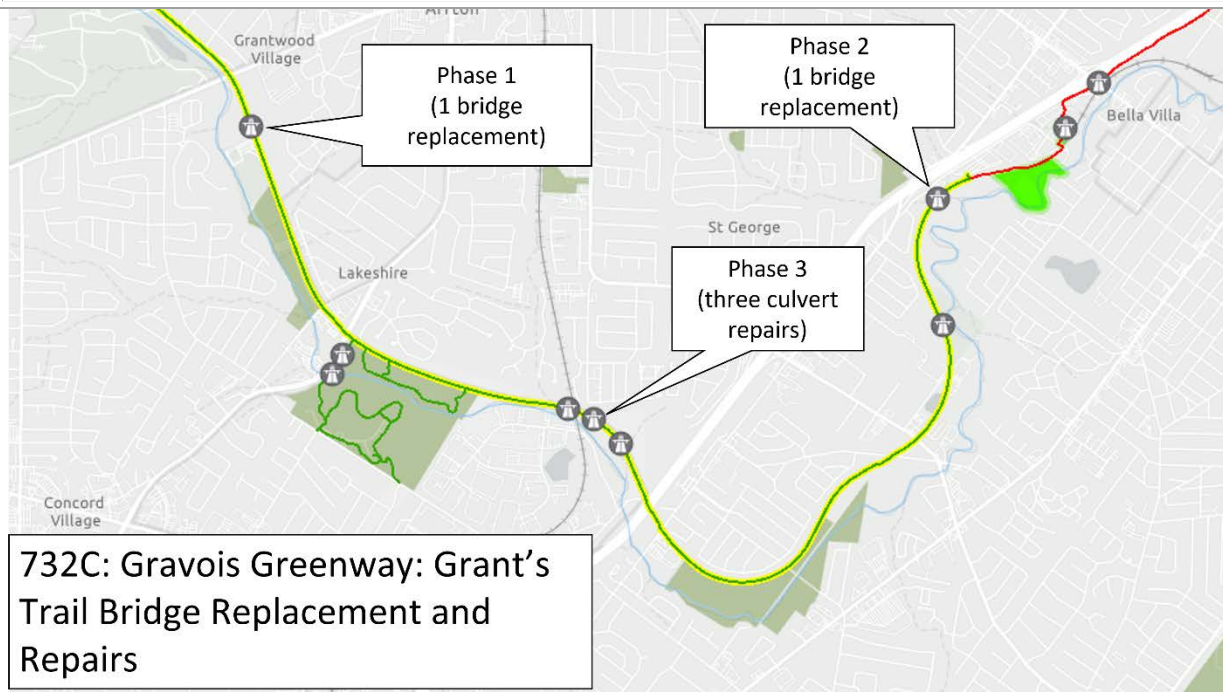 Affton
Grantwood
Village
Phase 1
(1 bridge
replacement)
Phase 2
(1 bridge
replacement)
Bella Villa
St George
Lakeshire
Phase 3
(three culvert
repairs)
Concord
Village
732C: Gravois Greenway: Grant’s
Trail Bridge Replacement and
Repairs